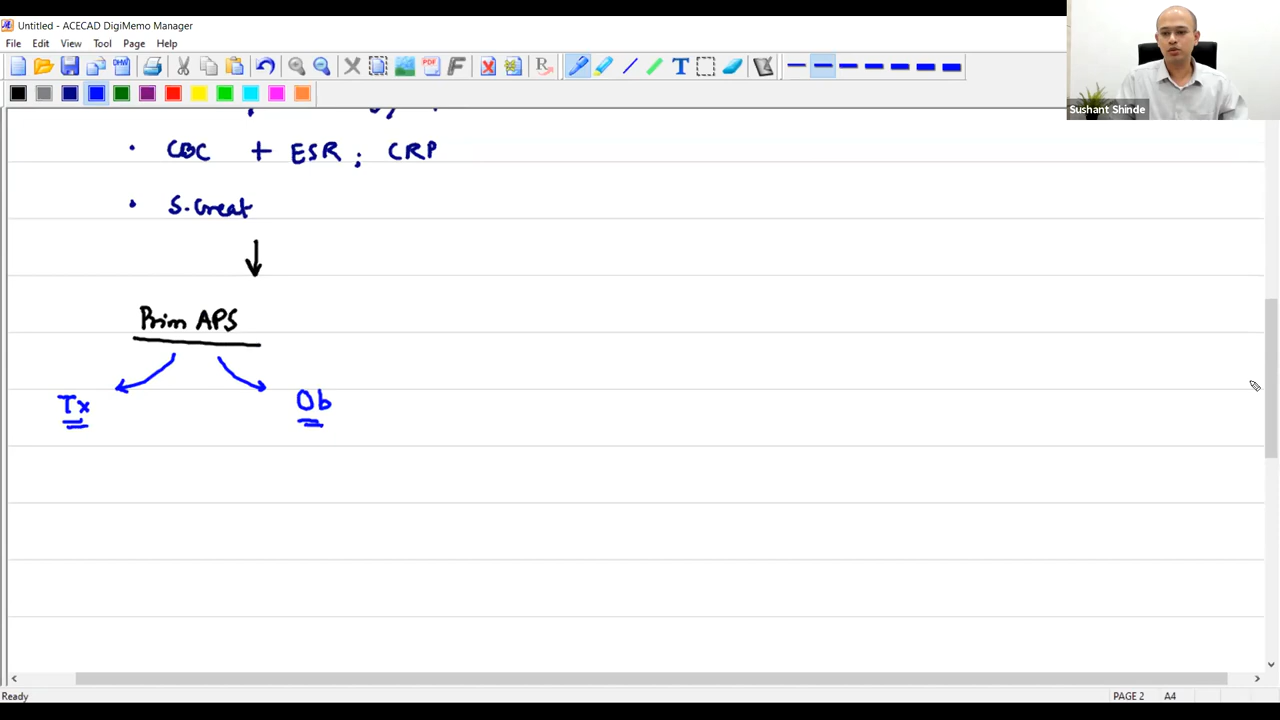 Untitled - ACECAD DigiMemo Manager
File Edit View Tool Page Help
Sushant Shinde
• CBC + ESR ; CRP
• S. Creat
Prim APS
Tx Ob
Ready PAGE 2 A4